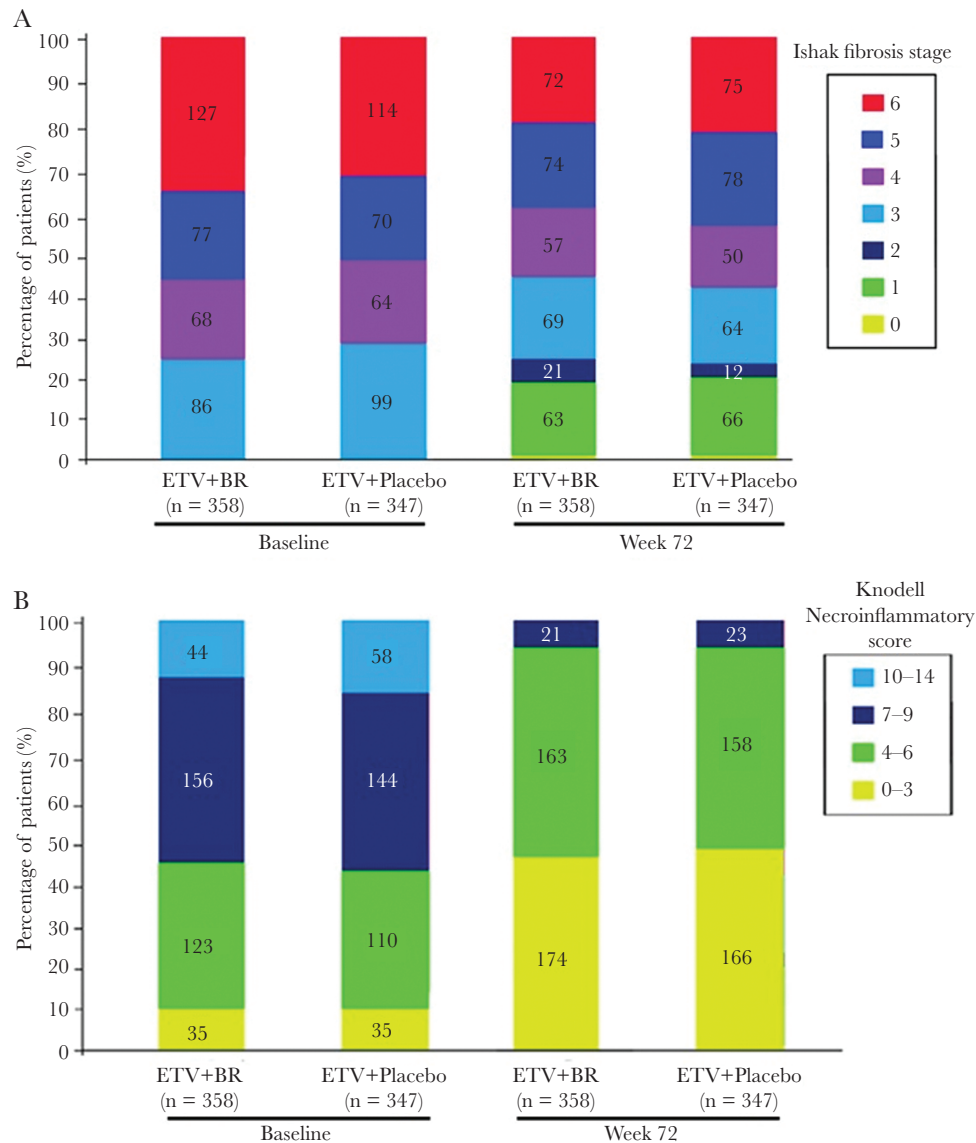 A
Percentage of patients (%)
100
90
80
70
60
50
40
30
20
10
0
127
77
68
86
114
70
64
99
72
74
57
69
21
63
75
78
50
64
12
66
ETV+BR
(n = 358)
ETV+Placebo
(n = 347)
ETV+BR
(n = 358)
ETV+Placebo
(n = 347)
Baseline
Week 72
Ishak fibrosis stage
6
5
4
3
2
1
0
B
Percentage of patients (%)
100
90
80
70
60
50
40
30
20
10
0
44
156
123
35
58
144
110
35
21
163
174
23
158
166
ETV+BR
(n = 358)
ETV+Placebo
(n = 347)
ETV+BR
(n = 358)
ETV+Placebo
(n = 347)
Baseline
Week 72
Knodell
Necroinflammatory
score
10–14
7–9
4–6
0–3